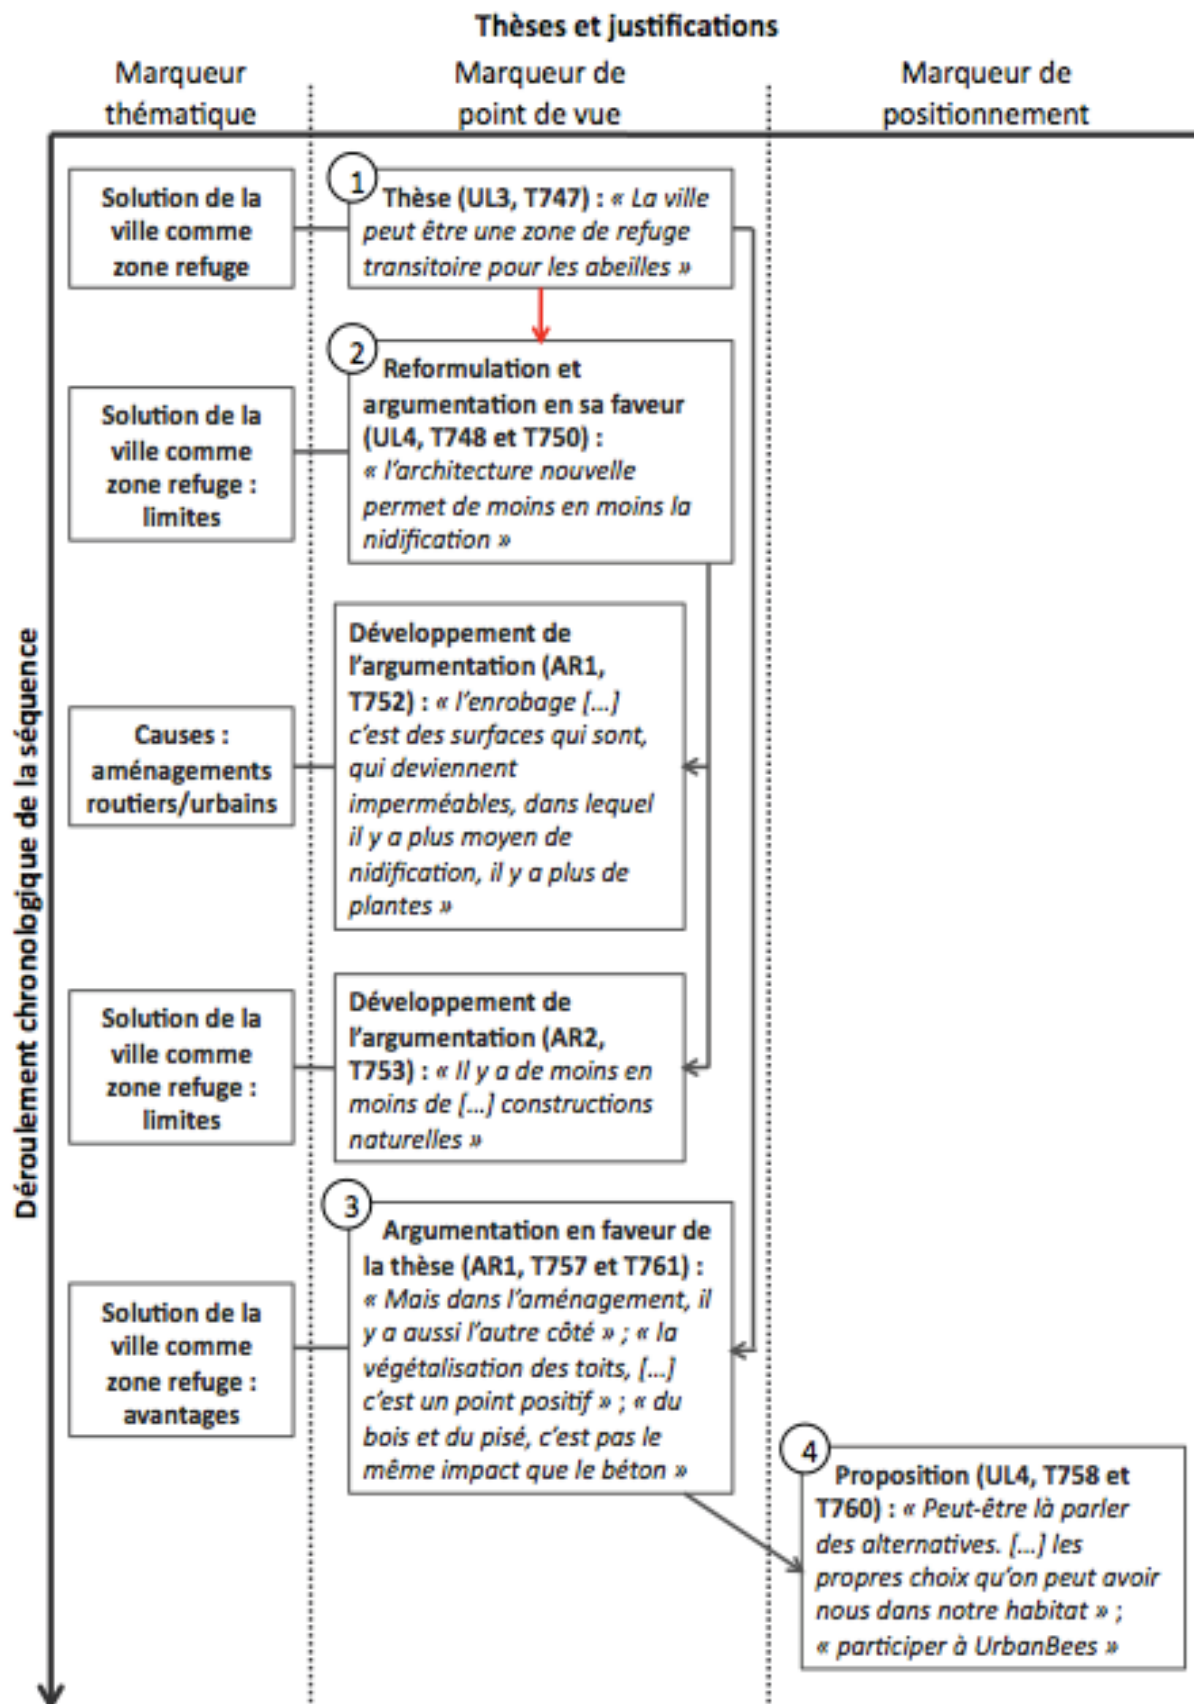 Thèses et justifications
Marqueur
thématique
Marqueur de
point de vue
Marqueur de
positionnement
Déroulement chronologique de la séquence
Solution de la
ville comme
zone refuge
1
Thèse (UL3, T747) : « La ville
peut être une zone de refuge
transitoire pour les abeilles »
Solution de la
ville comme
zone refuge :
limites
2
Reformulation et
argumentation en sa faveur
(UL4, T748 et T750) :
« l’architecture nouvelle
permet de moins en moins la
nidification »
Causes :
aménagements
routiers/urbains
Développement de
l’argumentation (AR1,
T752) : « l’enrobage [...]
c’est des surfaces qui sont,
qui deviennent
imperméables, dans lequel
il y a plus moyen de
nidification, il y a plus de
plantes »
Solution de la
ville comme
zone refuge :
limites
Développement de
l’argumentation (AR2,
T753) : « Il y a de moins en
moins de [...] constructions
naturelles »
Solution de la
ville comme
zone refuge :
avantages
3
Argumentation en faveur de
la thèse (AR1, T757 et T761) :
« Mais dans l’aménagement, il
y a aussi l’autre côté » ; « la
végétalisation des toits, [...]
c’est un point positif » ; « du
bois et du pisé, c’est pas le
même impact que le béton »
4
Proposition (UL4, T758 et
T760) : « Peut-être là parler
des alternatives. [...] les
propres choix qu’on peut avoir
nous dans notre habitat » ;
« participer à UrbanBees »